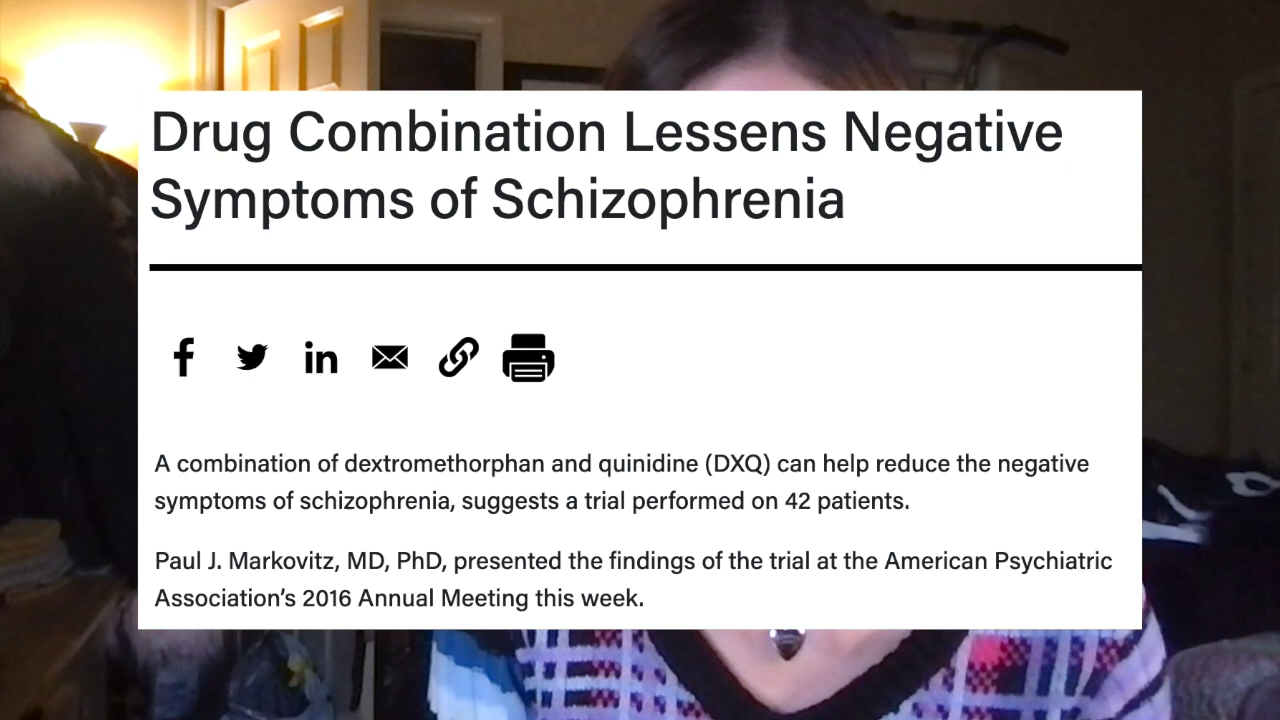 Drug Combination Lessens Negative
Symptoms of Schizophrenia
A combination of dextromethorphan and quinidine (DXQ) can help reduce the negative
symptoms of schizophrenia, suggests a trial performed on 42 patients.
Paul J. Markovitz, MD, PhD, presented the findings of the trial at the American Psychiatric
Association’s 2016 Annual Meeting this week.